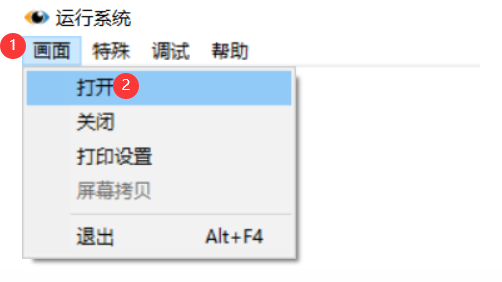 运行系统
1 画面 特殊 调试 帮助
打开 2
关闭
打印设置
屏幕拷贝
退出 Alt+F4